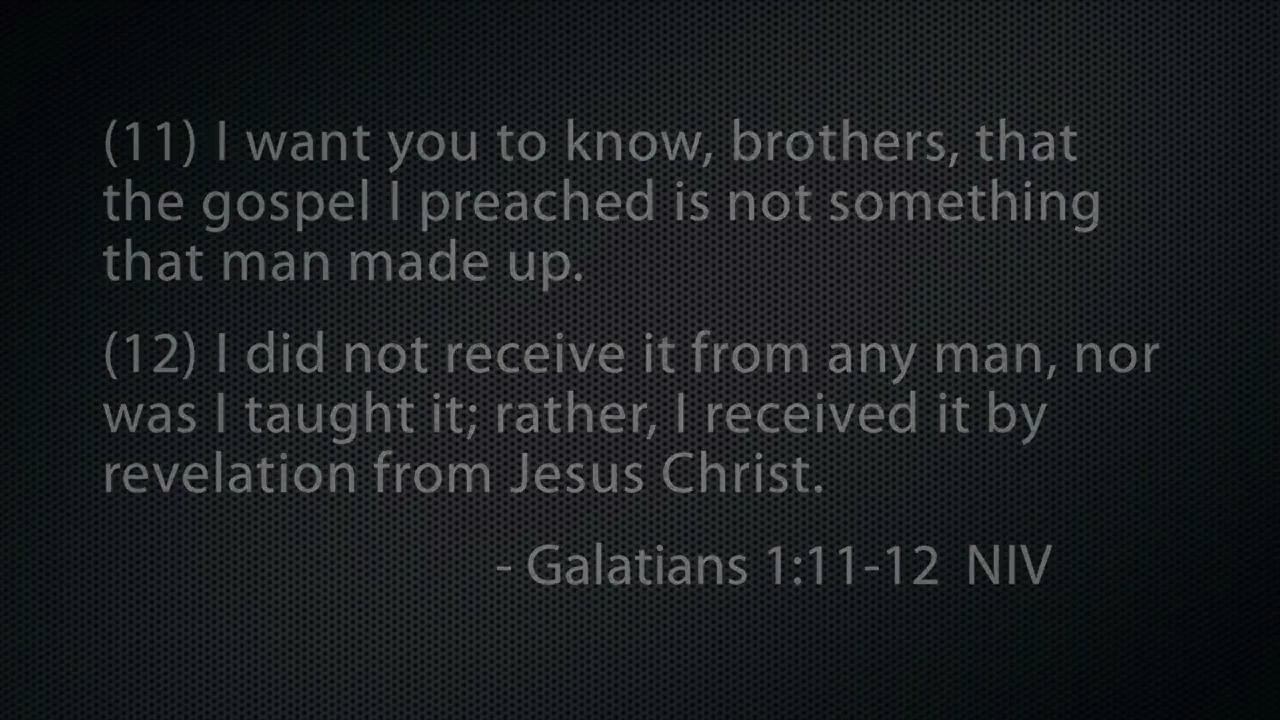 (11) I want you to know, brothers, that
the gospel I preached is not something
that man made up.
(12) I did not receive it from any man, nor
was I taught it; rather, I received it by
revelation from Jesus Christ.
- Galatians 1:11-12 NIV